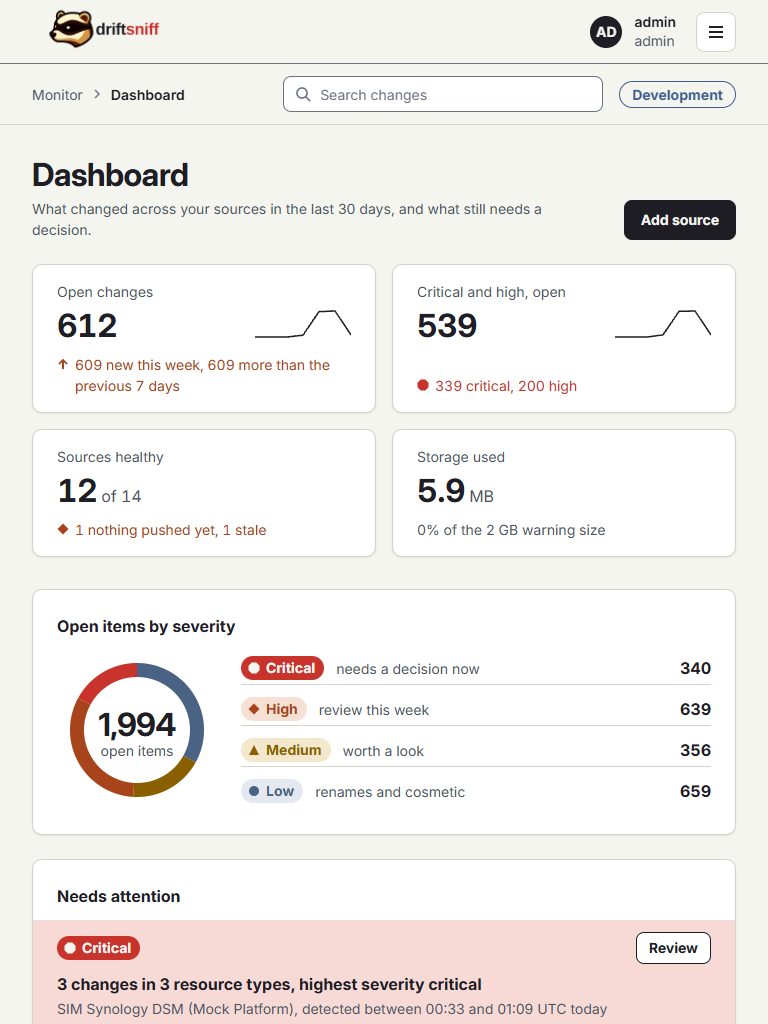 driftsniff
AD
admin
admin
Monitor
Dashboard
Search changes
Development
Dashboard
What changed across your sources in the last 30 days, and what still needs a
decision.
Add source
Open changes
612
609 new this week, 609 more than the
previous 7 days
Critical and high, open
539
339 critical, 200 high
Sources healthy
12 of 14
1 nothing pushed yet, 1 stale
Storage used
5.9 MB
0% of the 2 GB warning size
Open items by severity
1,994
open items
Critical needs a decision now 340
High review this week 639
Medium worth a look 356
Low renames and cosmetic 659
Needs attention
Critical
Review
3 changes in 3 resource types, highest severity critical
SIM Synology DSM (Mock Platform), detected between 00:33 and 01:09 UTC today